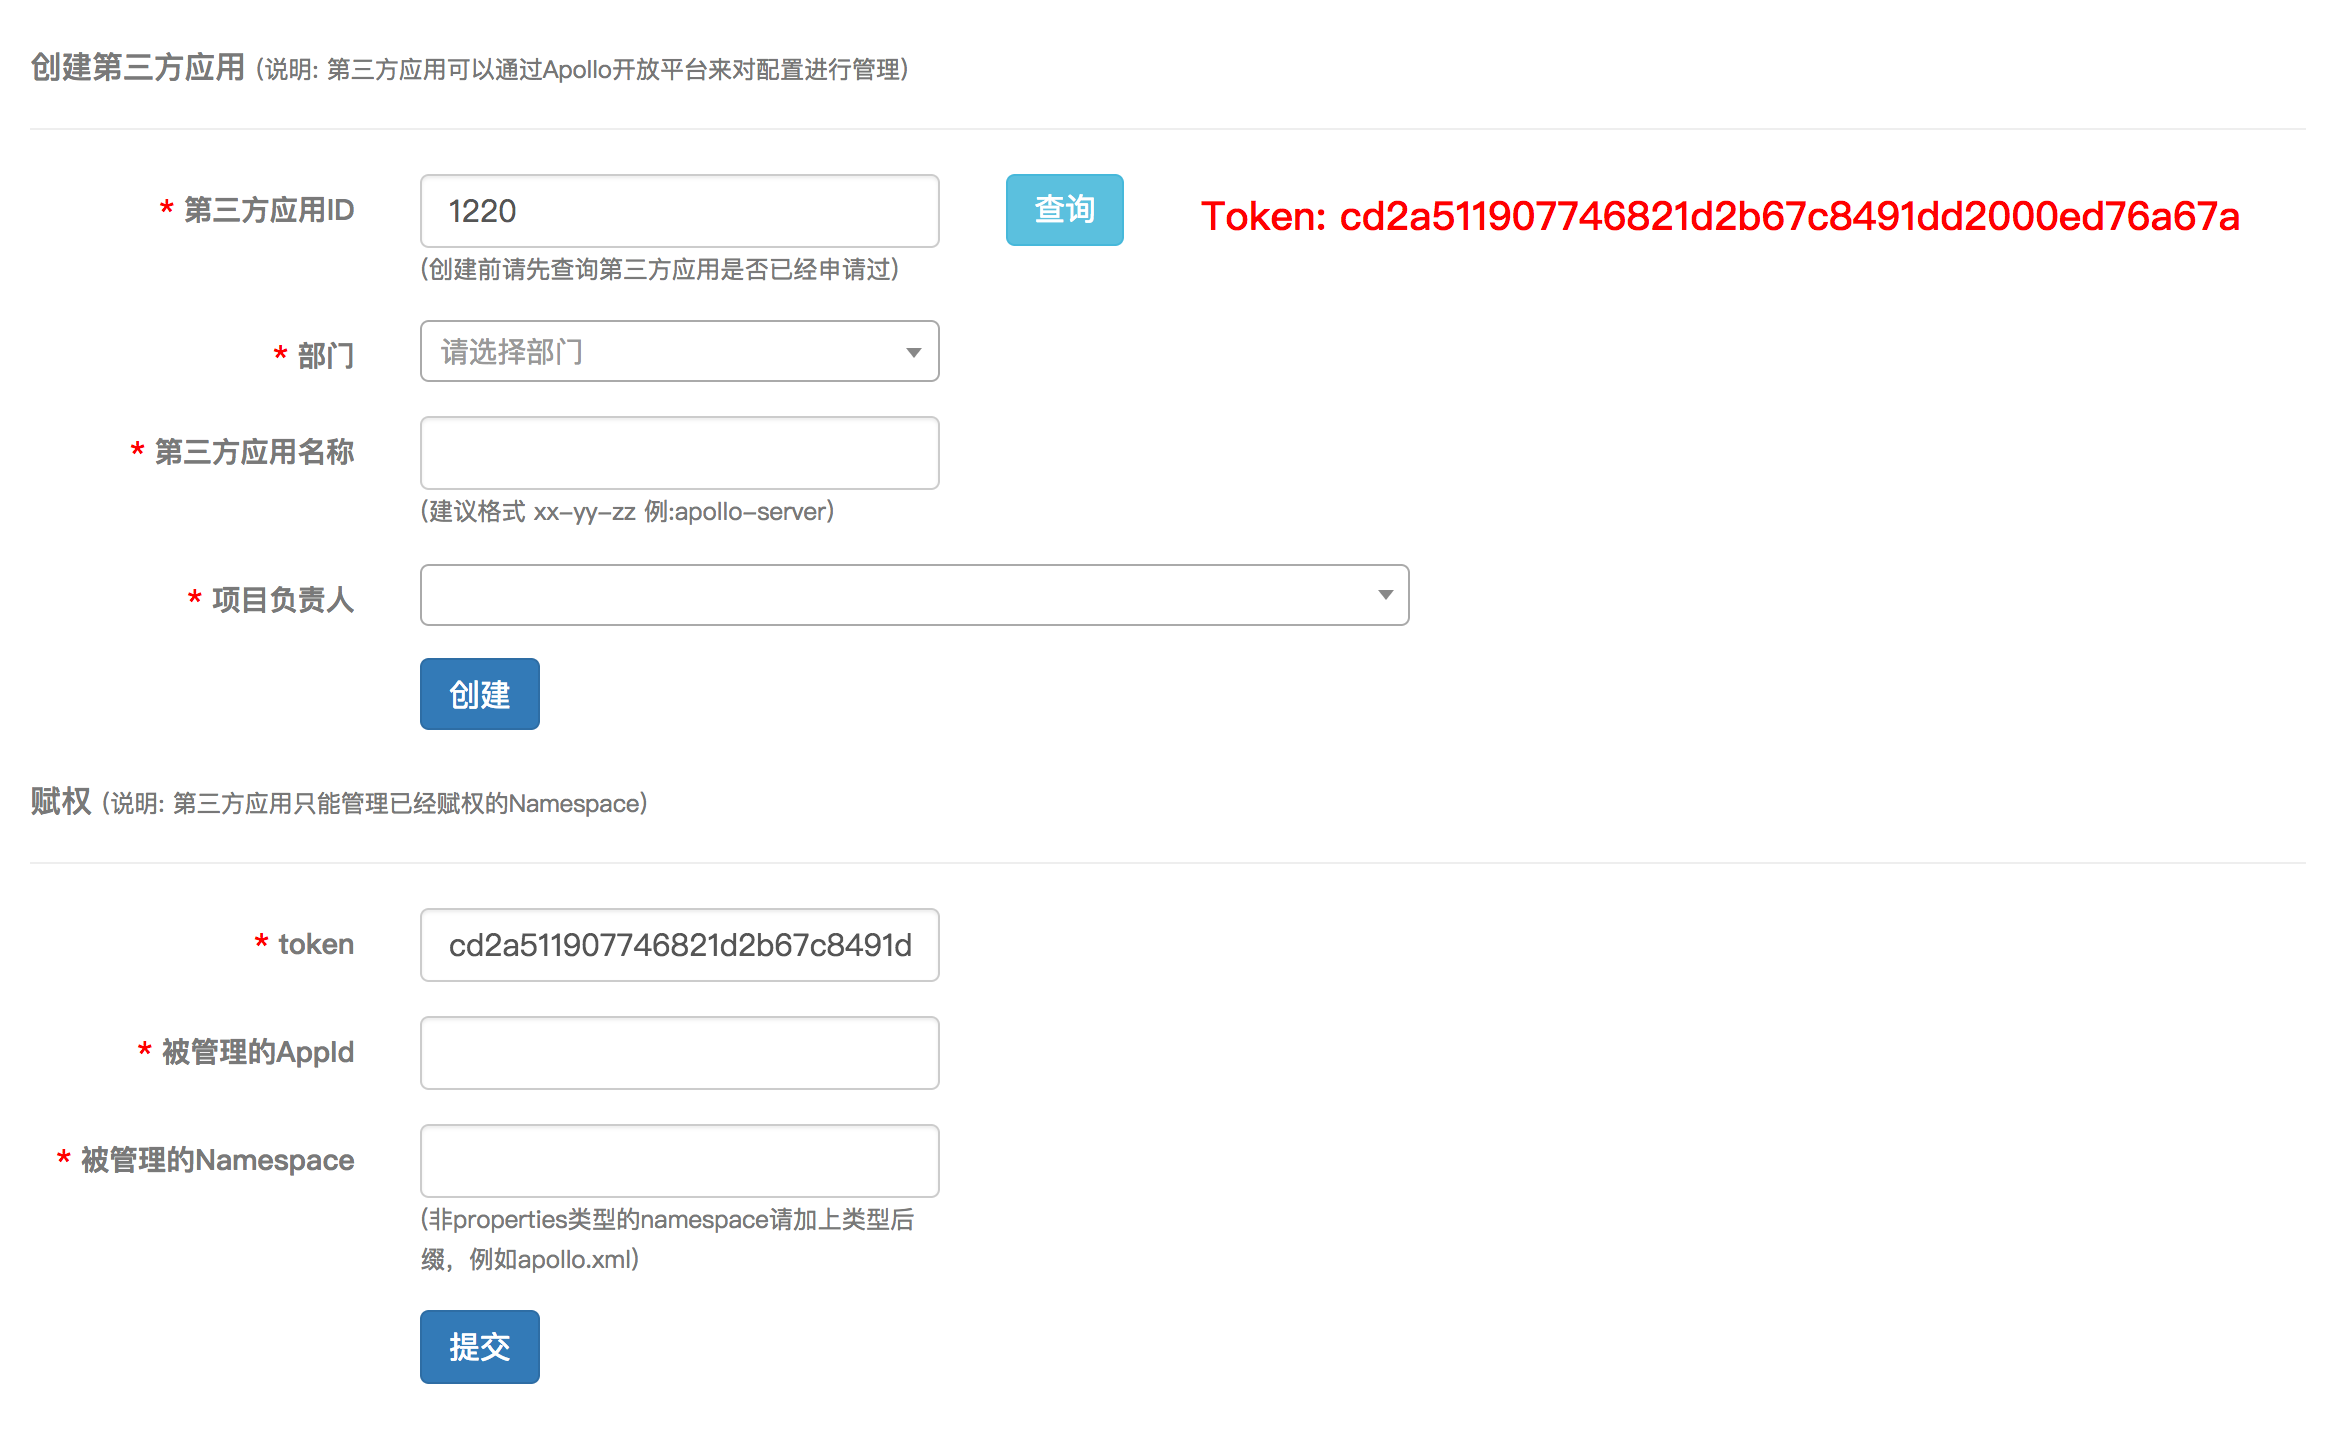 创建第三方应用 (说明: 第三方应用可以通过Apollo开放平台来对配置进行管理)
* 第三方应用ID 1220 查询 Token: cd2a511907746821d2b67c8491dd2000ed76a67a
(创建前请先查询第三方应用是否已经申请过)
* 部门 请选择部门
* 第三方应用名称
(建议格式 xx-yy-zz 例:apollo-server)
* 项目负责人
创建
赋权 (说明: 第三方应用只能管理已经赋权的Namespace)
* token cd2a511907746821d2b67c8491d
* 被管理的AppId
* 被管理的Namespace
(非properties类型的namespace请加上类型后
缀，例如apollo.xml)
提交